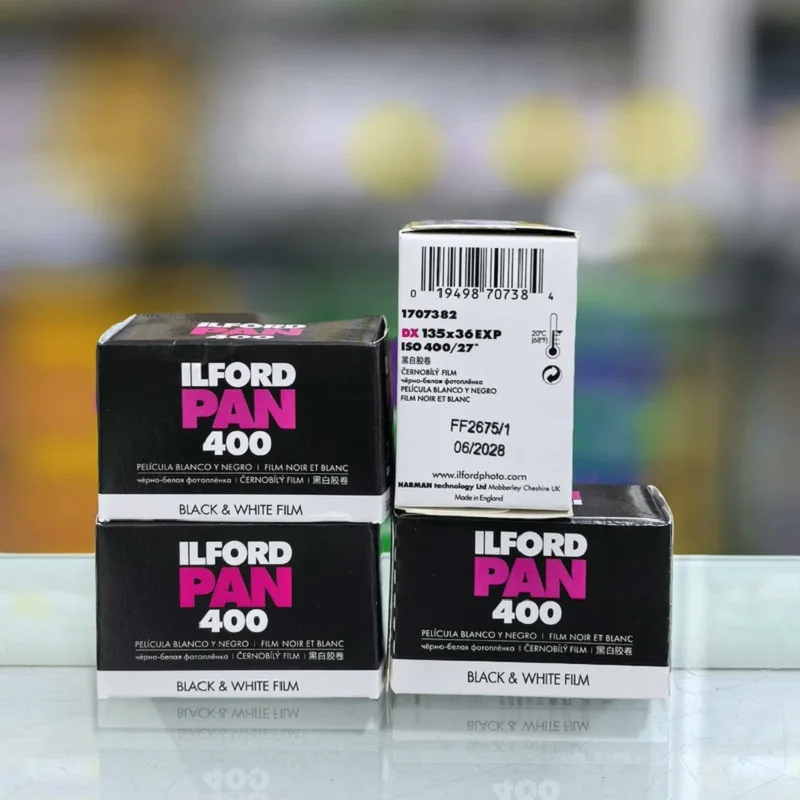 ILFORD
400
ILFORD
PAN
400
PELÍCULA BLANCO Y NEGRO | FILM NOIR ET BLANC
чёрно-белая фотоплёнка | ČERNOBÍLÝ FILM | 黑白胶卷
BLACK & WHITE FILM
ILFORD
PAN
400
PELÍCULA BLANCO Y NEGRO | FILM NOIR ET BLANC
чёрно-белая фотоплёнка | ČERNOBÍLÝ FILM | 黑白胶卷
BLACK & WHITE FILM
0 19498 70738 4
1707382
DX 135x36EXP
ISO 400/27°
20°C
(68°F)
黑白胶卷
ČERNOBÍLÝ FILM
чёрно-белая фотоплёнка
PELÍCULA BLANCO Y NEGRO
FILM NOIR ET BLANC
FF2675/1
06/2028
www.ilfordphoto.com
HARMAN technology Ltd Mobberley Cheshire UK
Made in England
ILFORD
PAN
400
PELÍCULA BLANCO Y NEGRO | FILM NOIR ET BLANC
чёрно-белая фотоплёнка | ČERNOBÍLÝ FILM | 黑白胶卷
BLACK & WHITE FILM